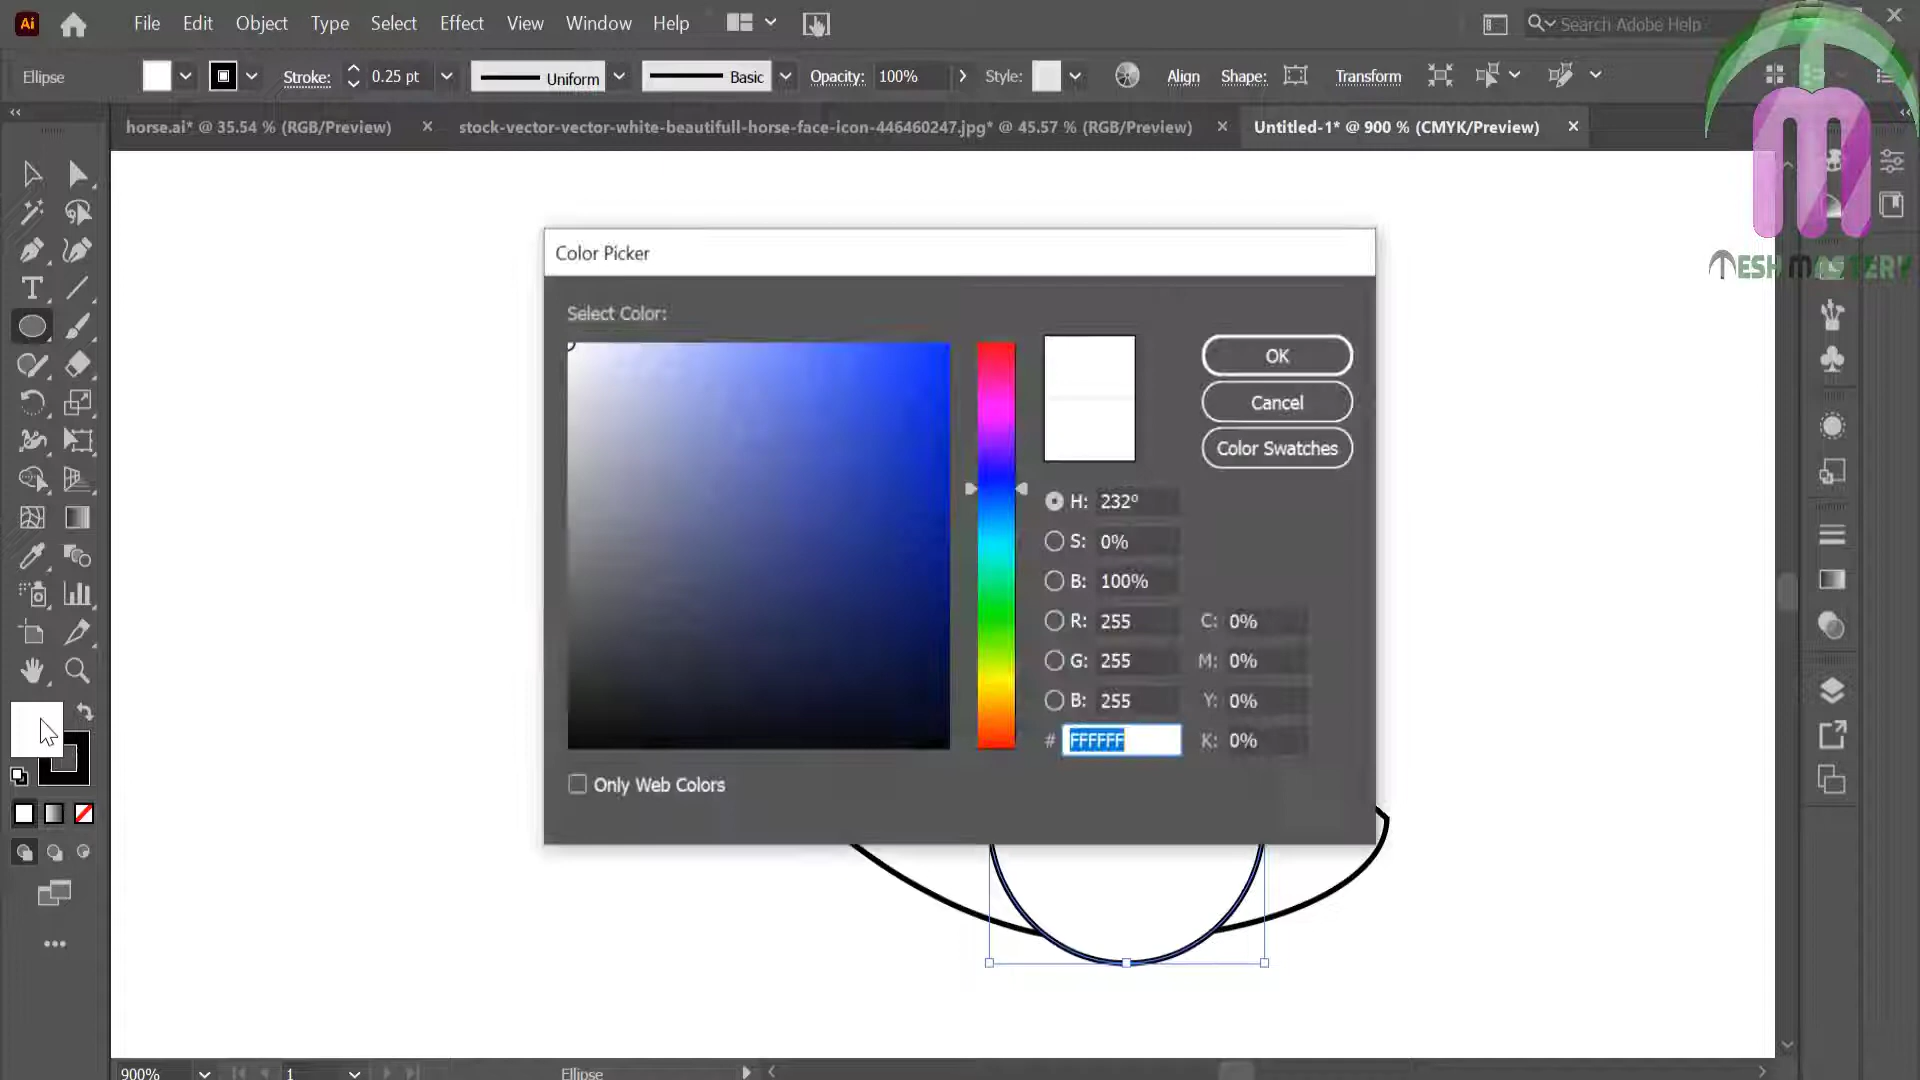 Ai File Edit Object Type Select Effect View Window Help Search Adobe Help
Ellipse Stroke: 0.25 pt Uniform Basic Opacity: 100% Style: Align Shape: Transform
horse.ai* @ 35.54 % (RGB/Preview) stock-vector-vector-white-beautifull-horse-face-icon-446460247.jpg* @ 45.57 % (RGB/Preview) Untitled-1* @ 900 % (CMYK/Preview)
MESH MASTERY
Color Picker
Select Color:
OK
Cancel
Color Swatches
H: 232º
S: 0%
B: 100%
R: 255 C: 0%
G: 255 M: 0%
B: 255 Y: 0%
# FFFFFF K: 0%
Only Web Colors
900% 1 Ellipse